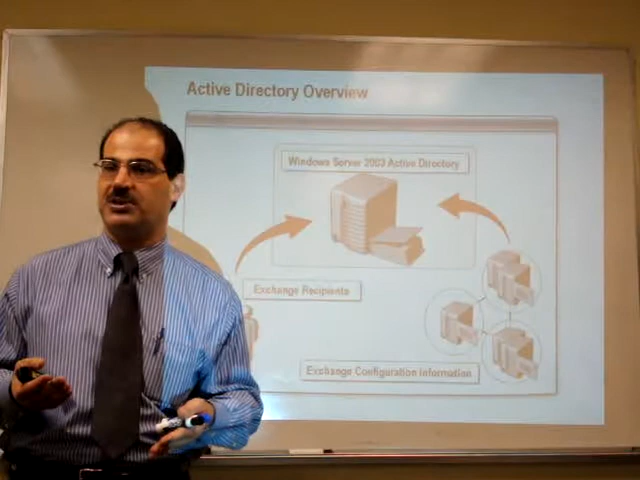 Active Directory Overview
Windows Server 2003 Active Directory
Exchange Recipients
Exchange Configuration Information